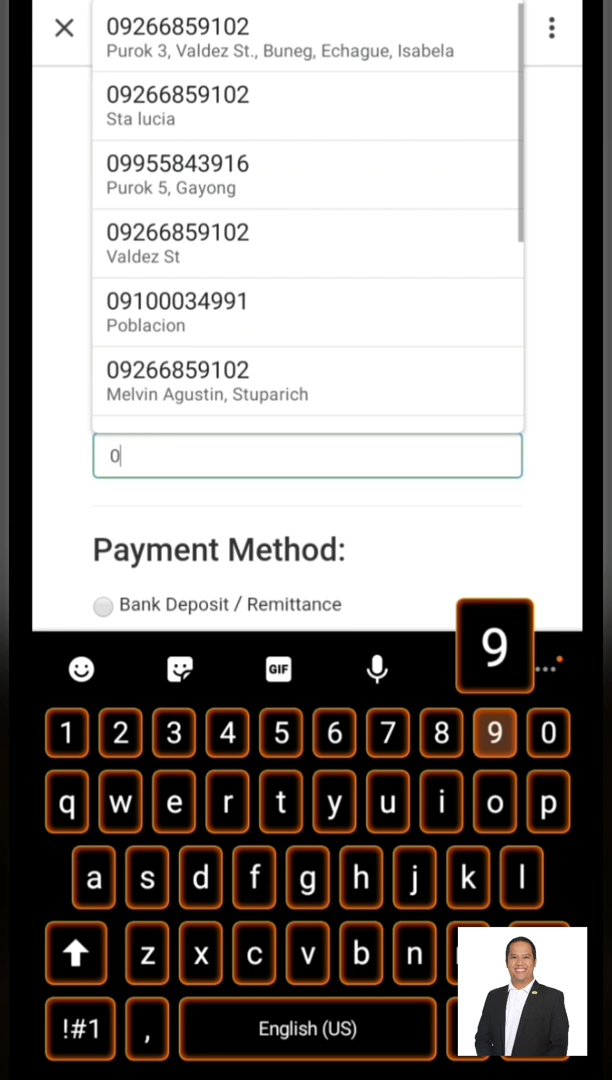 09266859102
Purok 3, Valdez St., Buneg, Echague, Isabela
09266859102
Sta lucia
09955843916
Purok 5, Gayong
09266859102
Valdez St
09100034991
Poblacion
09266859102
Melvin Agustin, Stuparich
0
Payment Method:
Bank Deposit / Remittance
9
GIF
1 2 3 4 5 6 7 8 9 0
q w e r t y u i o p
a s d f g h j k l
z x c v b n
!#1 , English (US)